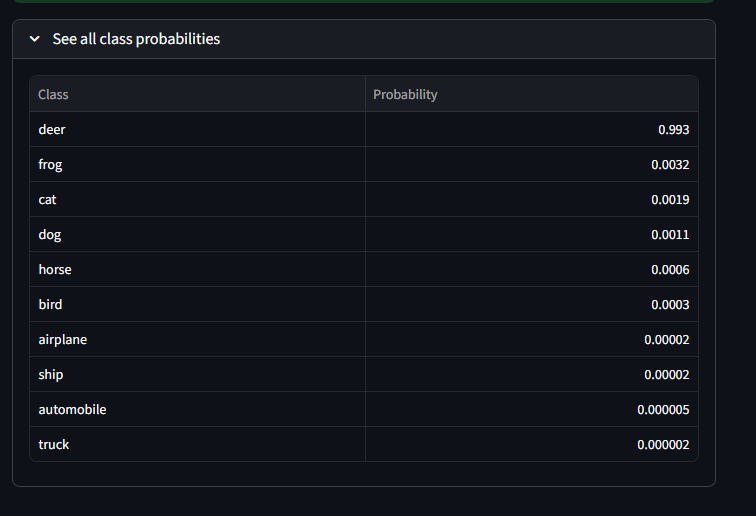 See all class probabilities
Class Probability
deer 0.993
frog 0.0032
cat 0.0019
dog 0.0011
horse 0.0006
bird 0.0003
airplane 0.00002
ship 0.00002
automobile 0.000005
truck 0.000002